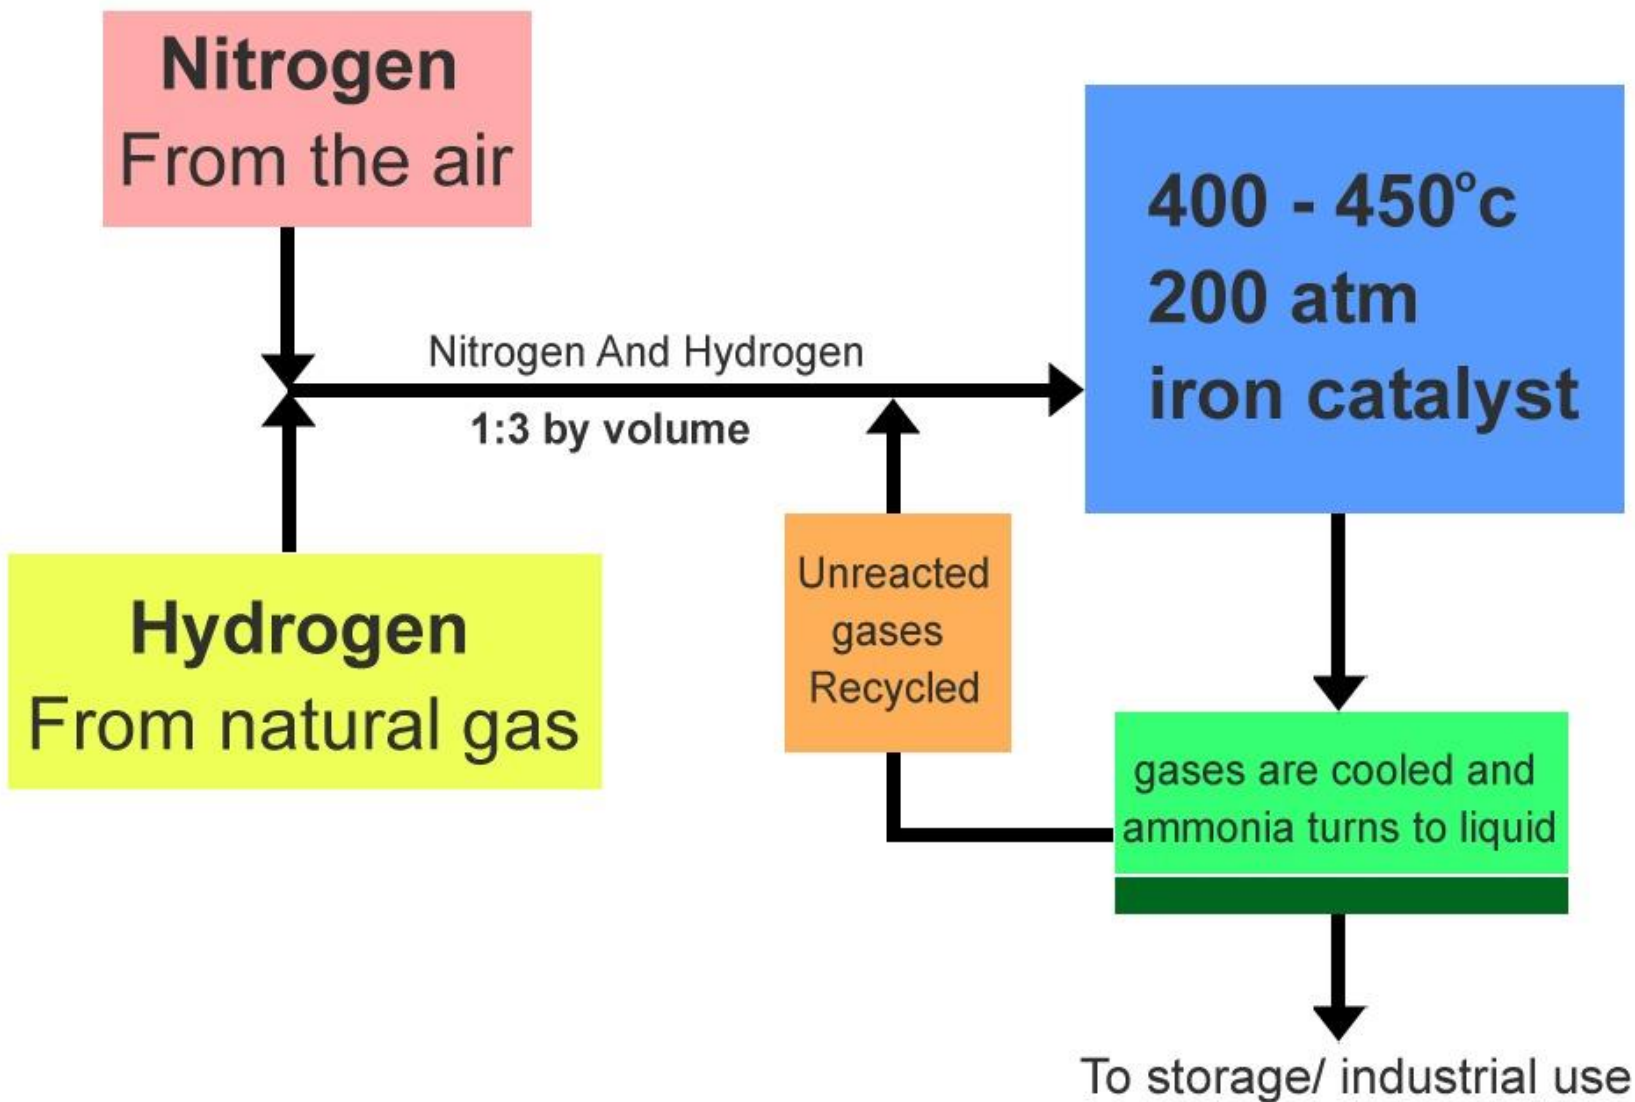 Nitrogen
From the air
Nitrogen And Hydrogen
1:3 by volume
Hydrogen
From natural gas
400 - 450°c
200 atm
iron catalyst
Unreacted
gases
Recycled
gases are cooled and
ammonia turns to liquid
To storage/ industrial use